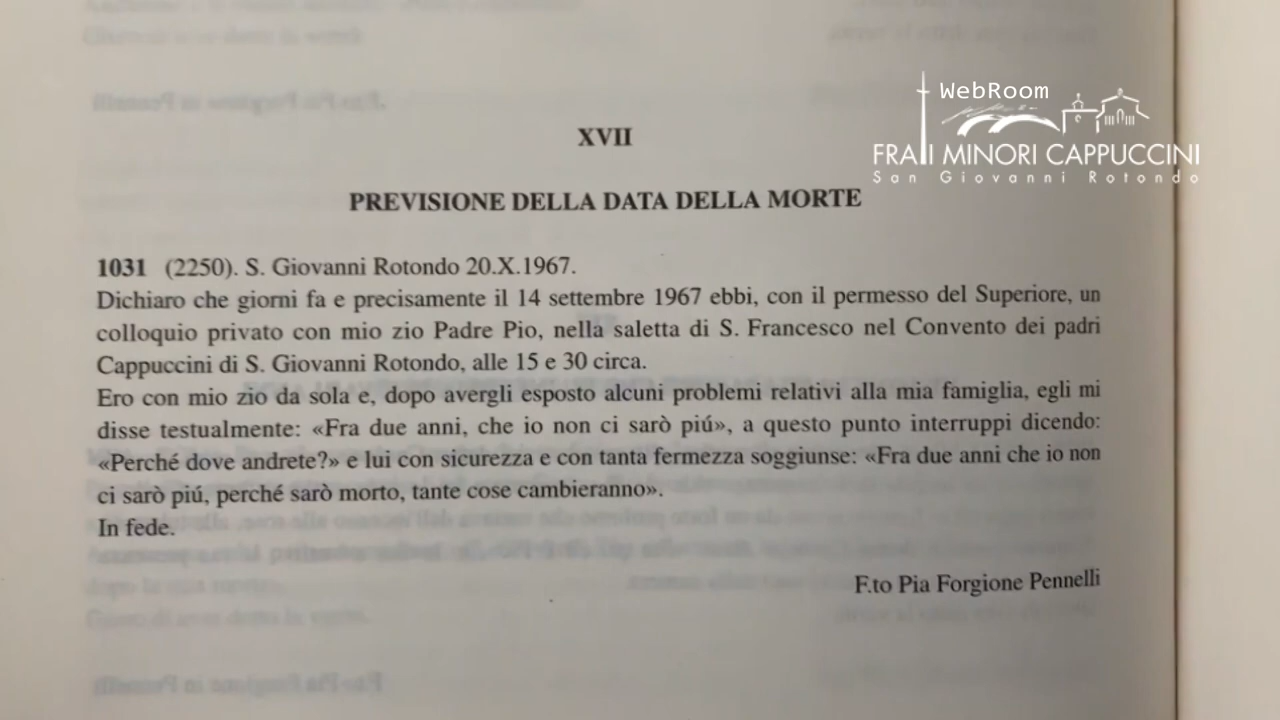 WebRoom
FRATI MINORI CAPPUCCINI
San Giovanni Rotondo
XVII
PREVISIONE DELLA DATA DELLA MORTE
1031 (2250). S. Giovanni Rotondo 20.X.1967.
Dichiaro che giorni fa e precisamente il 14 settembre 1967 ebbi, con il permesso del Superiore, un
colloquio privato con mio zio Padre Pio, nella saletta di S. Francesco nel Convento dei padri
Cappuccini di S. Giovanni Rotondo, alle 15 e 30 circa.
Ero con mio zio da sola e, dopo avergli esposto alcuni problemi relativi alla mia famiglia, egli mi
disse testualmente: «Fra due anni, che io non ci sarò piú», a questo punto interruppi dicendo:
«Perché dove andrete?» e lui con sicurezza e con tanta fermezza soggiunse: «Fra due anni che io non
ci sarò piú, perché sarò morto, tante cose cambieranno».
In fede.
F.to Pia Forgione Pennelli